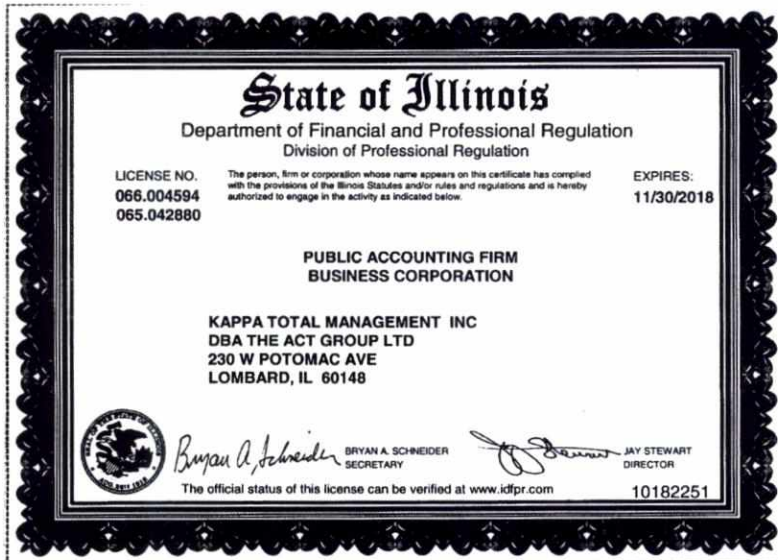 State of Illinois
Department of Financial and Professional Regulation
Division of Professional Regulation
LICENSE NO.
066.004594
065.042880
The person, firm or corporation whose name appears on this certificate has complied
with the provisions of the Illinois Statutes and/or rules and regulations and is hereby
authorized to engage in the activity as indicated below.
EXPIRES:
11/30/2018
PUBLIC ACCOUNTING FIRM
BUSINESS CORPORATION
KAPPA TOTAL MANAGEMENT INC
DBA THE ACT GROUP LTD
230 W POTOMAC AVE
LOMBARD, IL 60148
Bryan A. Schneider
BRYAN A. SCHNEIDER
SECRETARY
JAY STEWART
DIRECTOR
The official status of this license can be verified at www.idfpr.com
10182251